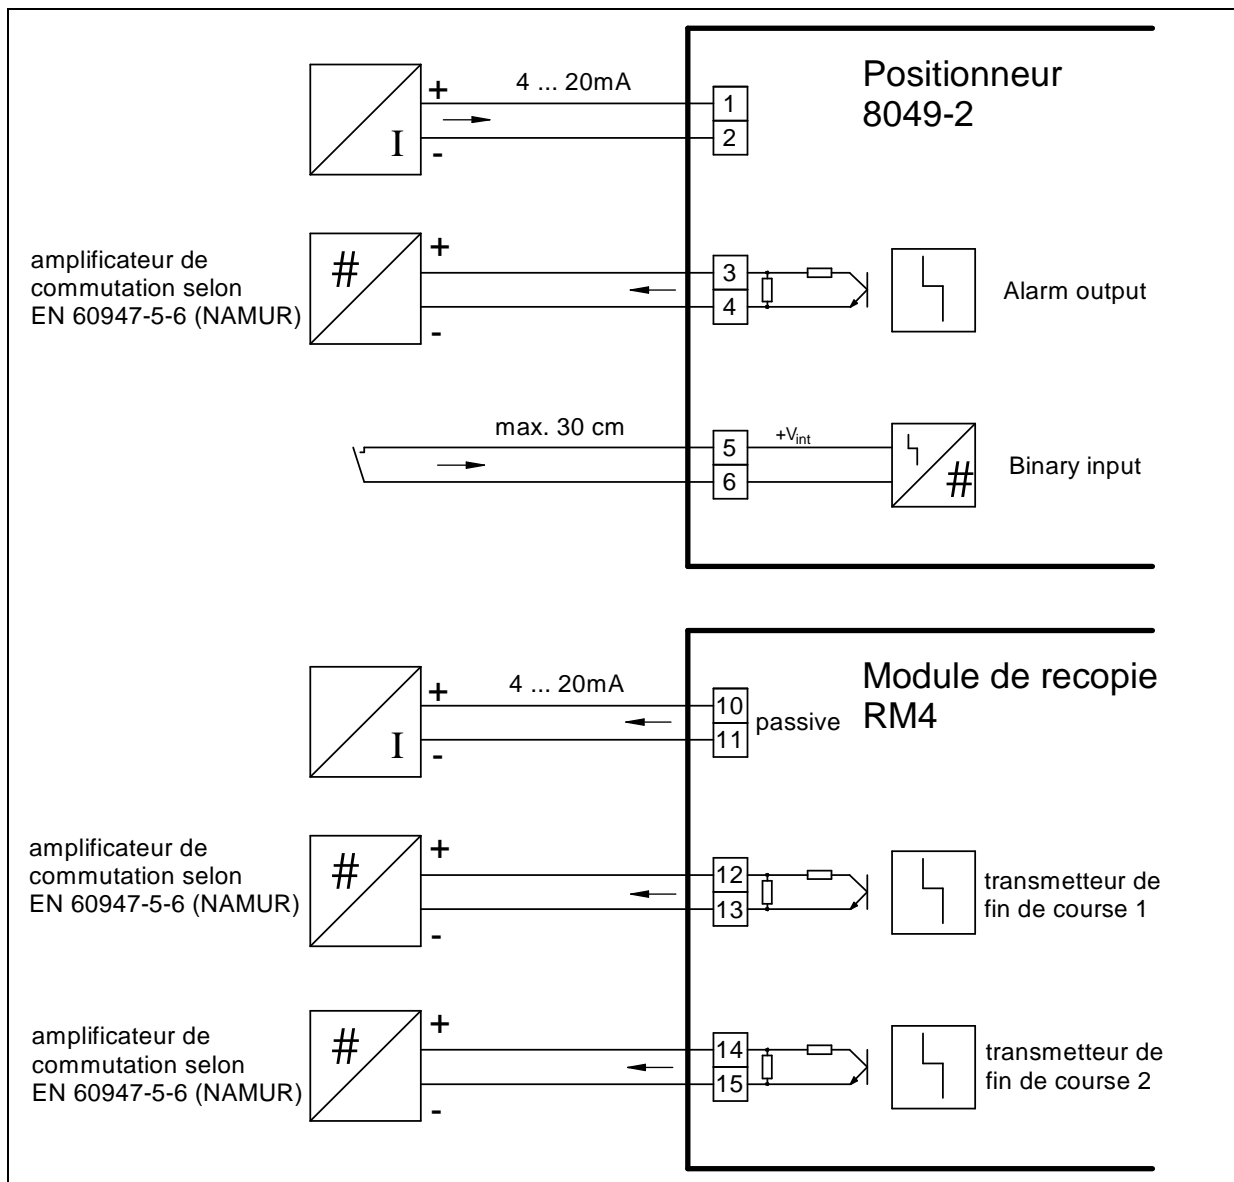 Positionneur
8049-2
4 ... 20mA
+
1
2
I
-
amplificateur de
commutation selon
EN 60947-5-6 (NAMUR)
#
+
-
3
4
Alarm output
max. 30 cm
5
6
+Vint
#
Binary input
Module de recopie
RM4
4 ... 20mA
+
I
-
10
11
passive
amplificateur de
commutation selon
EN 60947-5-6 (NAMUR)
#
+
-
12
13
transmetteur de
fin de course 1
amplificateur de
commutation selon
EN 60947-5-6 (NAMUR)
#
+
-
14
15
transmetteur de
fin de course 2